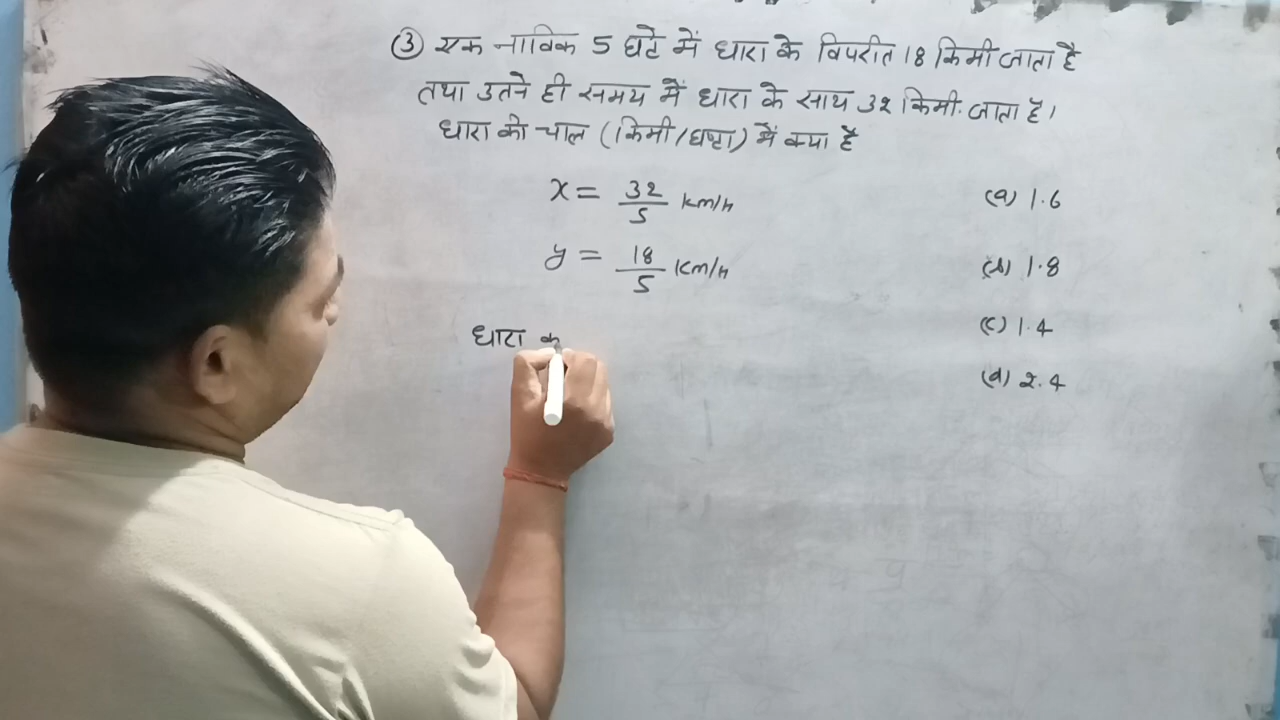 ③ एक नाविक 5 घंटे में धारा के विपरीत 18 किमी जाता है
तथा उतने ही समय में धारा के साथ 32 किमी. जाता है।
धारा की चाल (किमी/घण्टा) में क्या है
x = 32/5 km/h
(a) 1.6
y = 18/5 km/h
(b) 1.8
(c) 1.4
धारा क
(d) 2.4